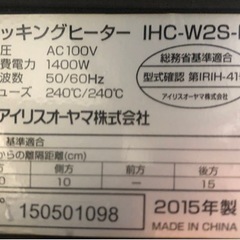 ッキングヒーター IHC-W2S-
圧 AC100V
費電力 1400W
波数 50/60Hz
ューズ 240℃/240℃
総務省基準適合
型式確認 第IRIH-41
アイリスオーヤマ株式会社
アイリスオーヤマ株式会社
基準適合
からの離隔距離(cm)
方 側方 前方 後方
0 10 - 15
150501098 2015年製